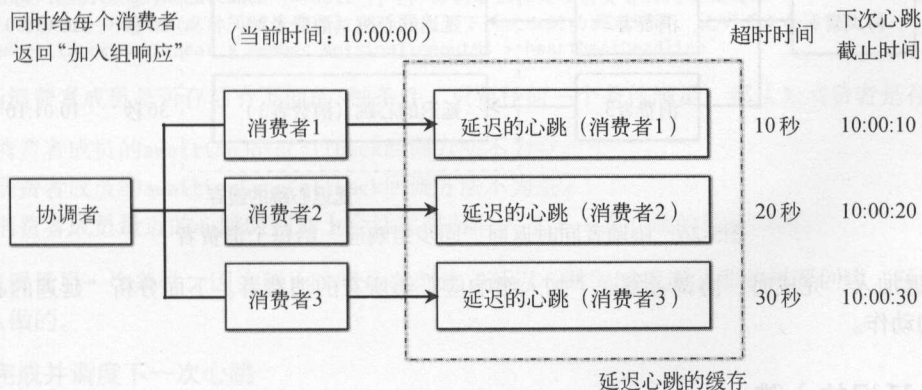 同时给每个消费者
返回“加入组响应”
（当前时间：10:00:00）
超时时间
下次心跳
截止时间
消费者1
延迟的心跳（消费者1）
10秒
10:00:10
协调者
消费者2
延迟的心跳（消费者2）
20秒
10:00:20
消费者3
延迟的心跳（消费者3）
30秒
10:00:30
延迟心跳的缓存